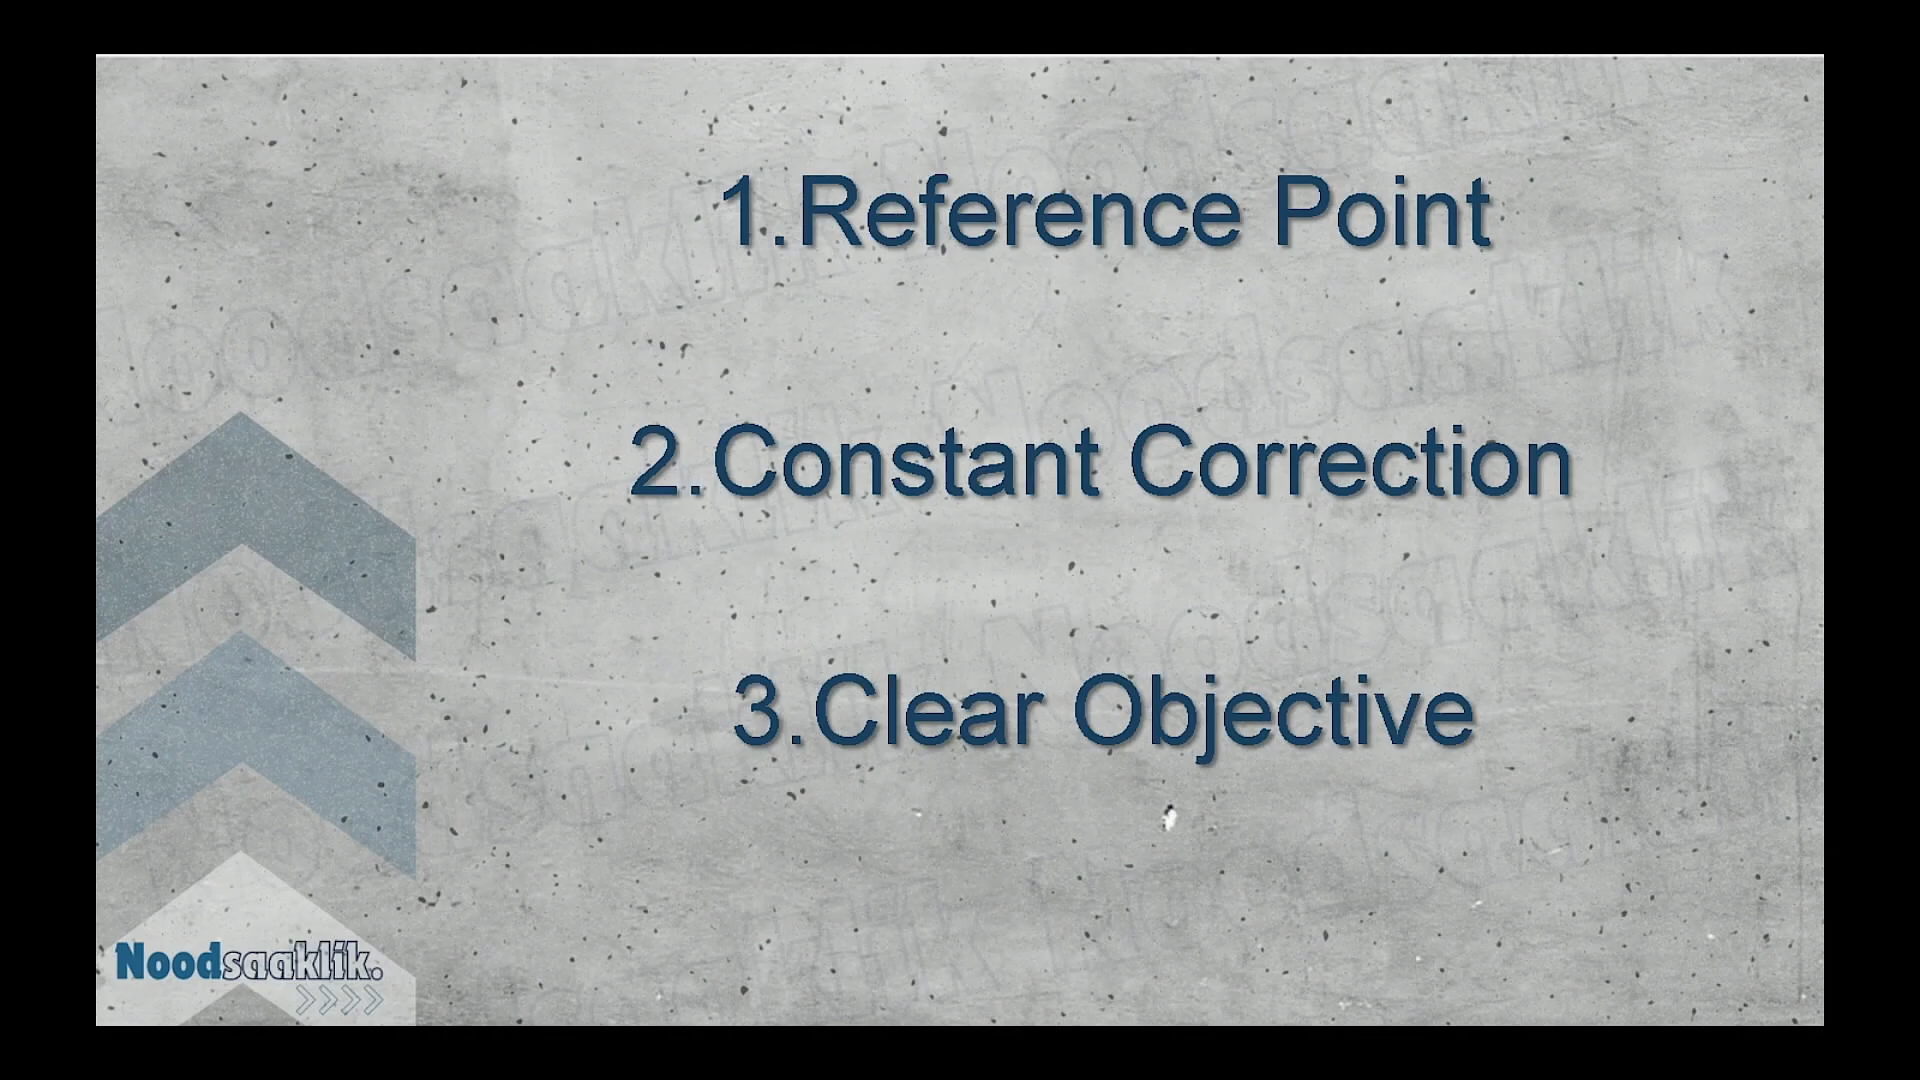 1.Reference Point
2.Constant Correction
3.Clear Objective
Noodsaaklik.